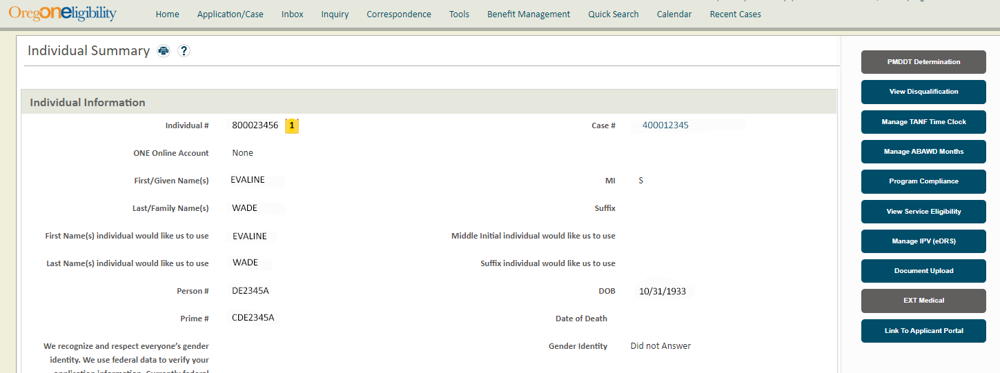 OregONEligibility
Home Application/Case Inbox Inquiry Correspondence Tools Benefit Management Quick Search Calendar Recent Cases
Individual Summary ?
Individual Information
Individual # 800023456 1 Case # 400012345
ONE Online Account None
First/Given Name(s) EVALINE MI S
Last/Family Name(s) WADE Suffix
First Name(s) individual would like us to use EVALINE Middle Initial individual would like us to use
Last Name(s) individual would like us to use WADE Suffix individual would like us to use
Person # DE2345A DOB 10/31/1933
Prime # CDE2345A Date of Death
We recognize and respect everyone's gender Gender Identity Did not Answer
identity. We use federal data to verify your
PMDDT Determination
View Disqualification
Manage TANF Time Clock
Manage ABAWD Months
Program Compliance
View Service Eligibility
Manage IPV (eDRS)
Document Upload
EXT Medical
Link To Applicant Portal